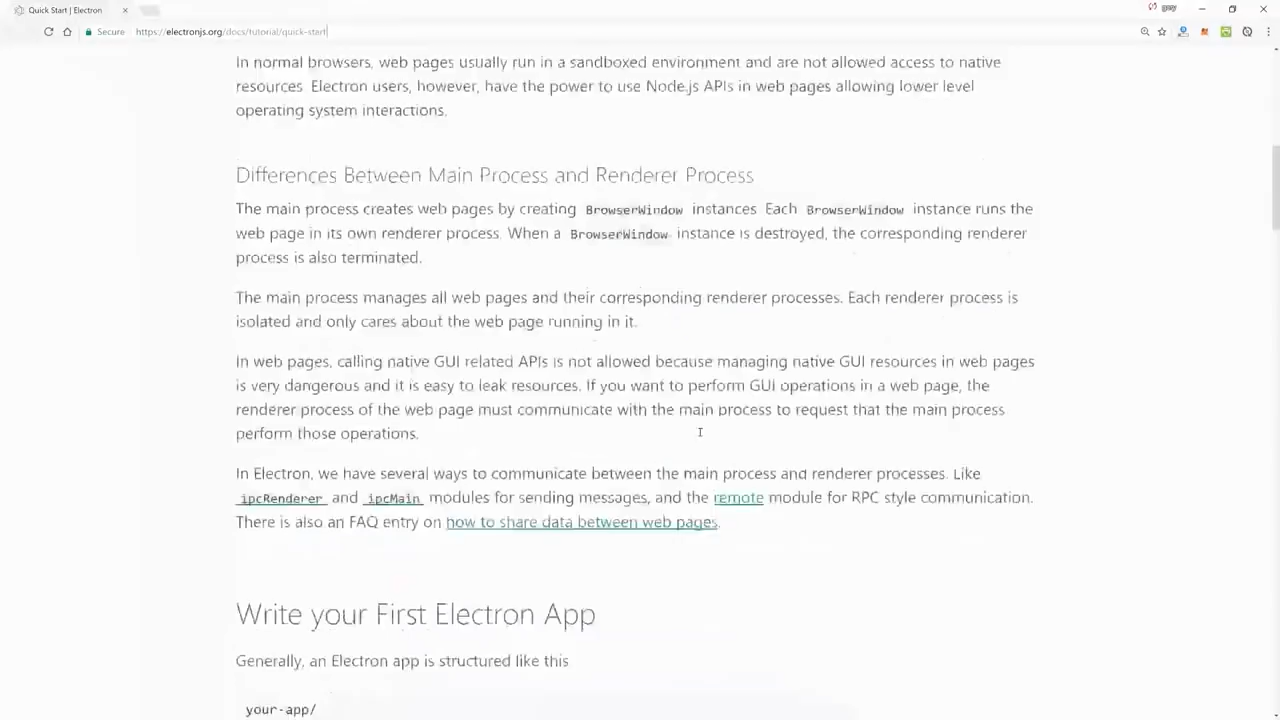 Quick Start | Electron
grey
Secure
https://electronjs.org/docs/tutorial/quick-start
In normal browsers, web pages usually run in a sandboxed environment and are not allowed access to native
resources. Electron users, however, have the power to use Node.js APIs in web pages allowing lower level
operating system interactions.
Differences Between Main Process and Renderer Process
The main process creates web pages by creating BrowserWindow instances. Each BrowserWindow instance runs the
web page in its own renderer process. When a BrowserWindow instance is destroyed, the corresponding renderer
process is also terminated.
The main process manages all web pages and their corresponding renderer processes. Each renderer process is
isolated and only cares about the web page running in it.
In web pages, calling native GUI related APIs is not allowed because managing native GUI resources in web pages
is very dangerous and it is easy to leak resources. If you want to perform GUI operations in a web page, the
renderer process of the web page must communicate with the main process to request that the main process
perform those operations.
In Electron, we have several ways to communicate between the main process and renderer processes. Like
ipcRenderer and ipcMain modules for sending messages, and the remote module for RPC style communication.
There is also an FAQ entry on how to share data between web pages.
Write your First Electron App
Generally, an Electron app is structured like this
your-app/